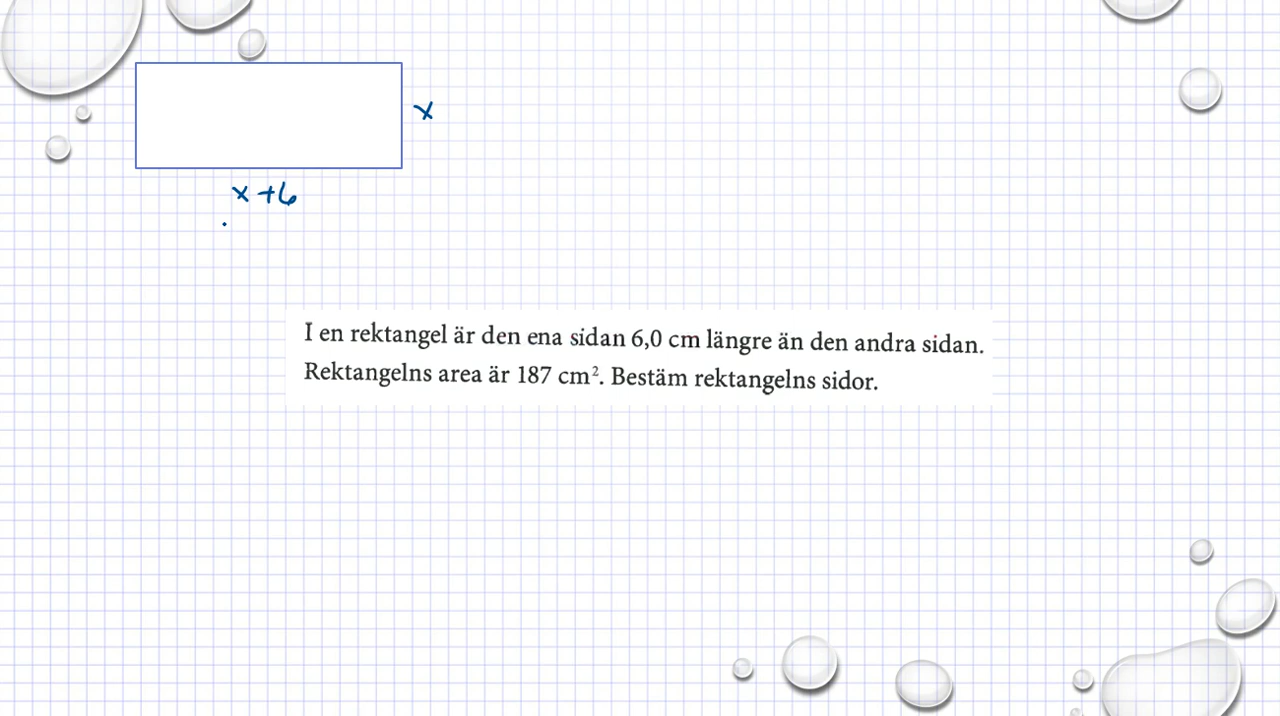 x
x + 6
I en rektangel är den ena sidan 6,0 cm längre än den andra sidan.
Rektangelns area är 187 cm². Bestäm rektangelns sidor.